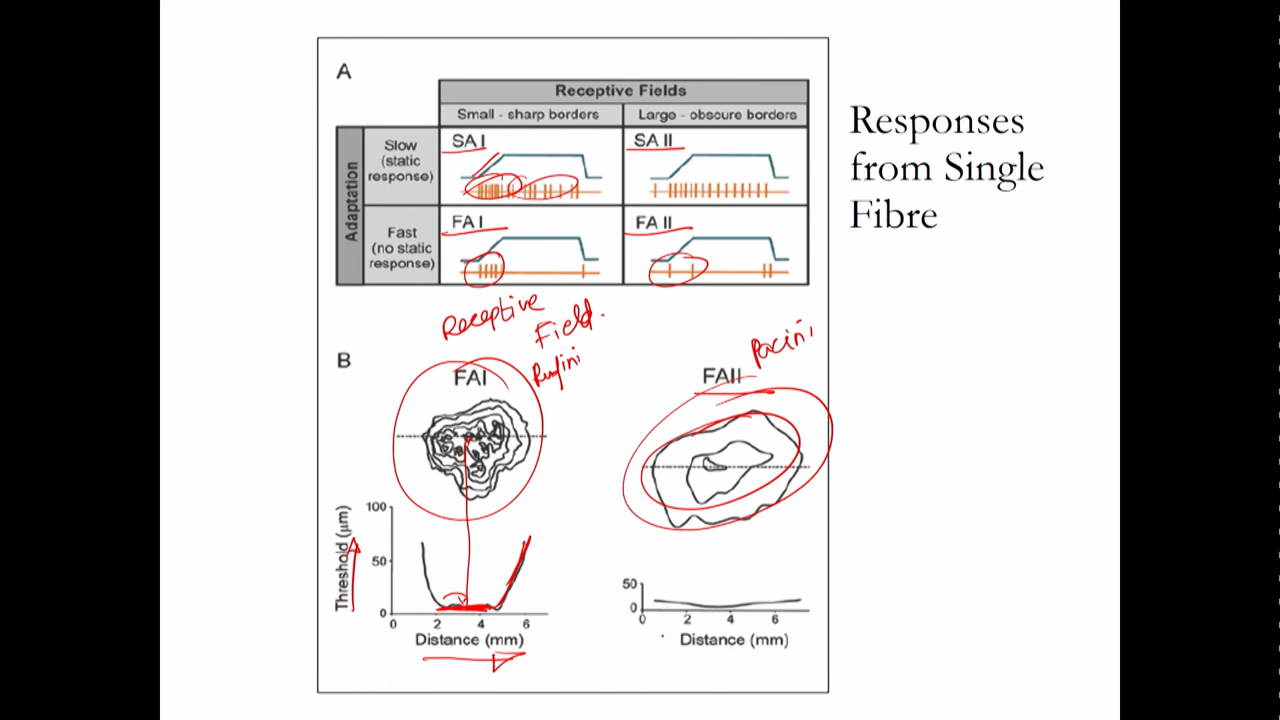 Responses
from Single
Fibre
A
Receptive Fields
Small - sharp borders
Large - obscure borders
Adaptation
Slow
(static
response)
SA I
SA II
Fast
(no static
response)
FA I
FA II
Receptive
Field.
Rufini
Pacini
B
FAI
FAII
Threshold (μm)
100
50
0
0 2 4 6
Distance (mm)
50
0
0 2 4 6
Distance (mm)